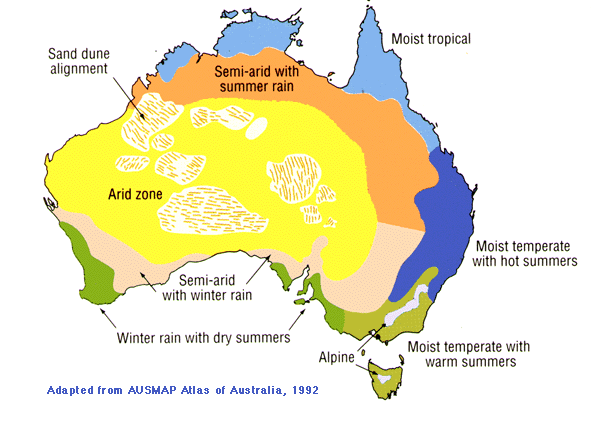 Moist tropical
Sand dune
alignment
Semi-arid with
summer rain
Arid zone
Moist temperate
with hot summers
Semi-arid
with winter rain
Winter rain with dry summers
Alpine
Moist temperate with
warm summers
Adapted from AUSMAP Atlas of Australia, 1992